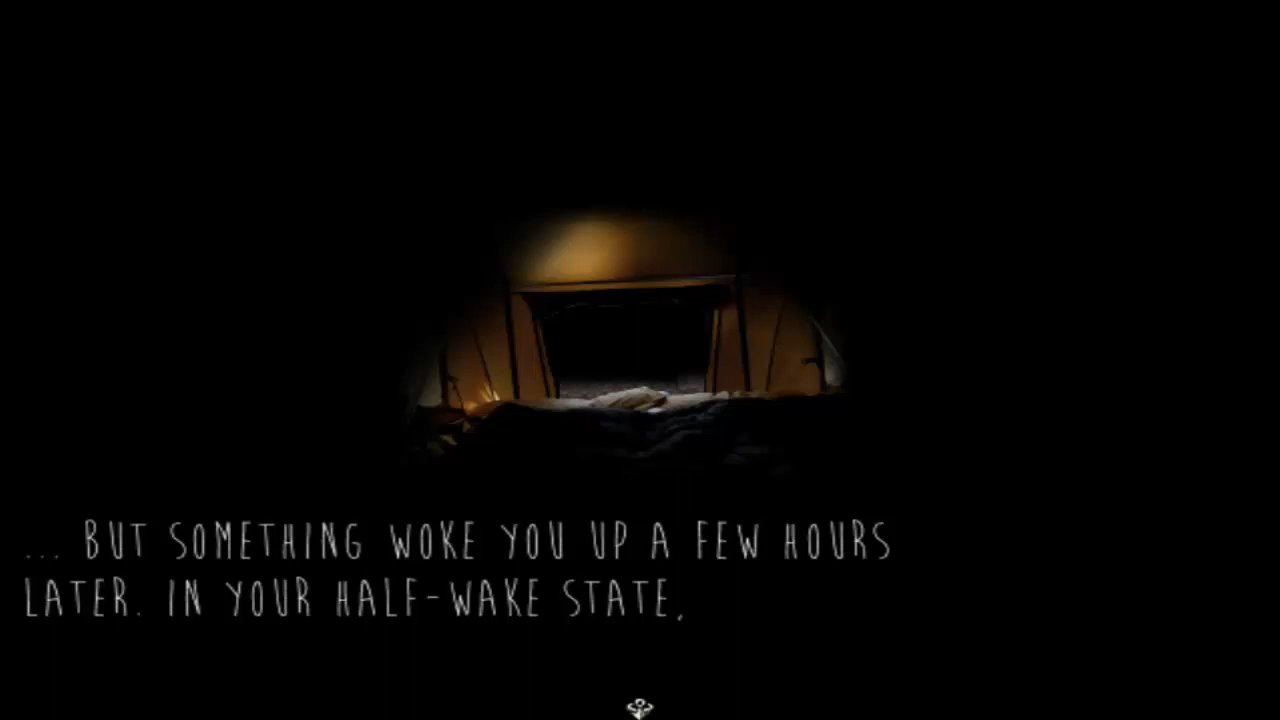 ... BUT SOMETHING WOKE YOU UP A FEW HOURS
LATER. IN YOUR HALF-WAKE STATE,